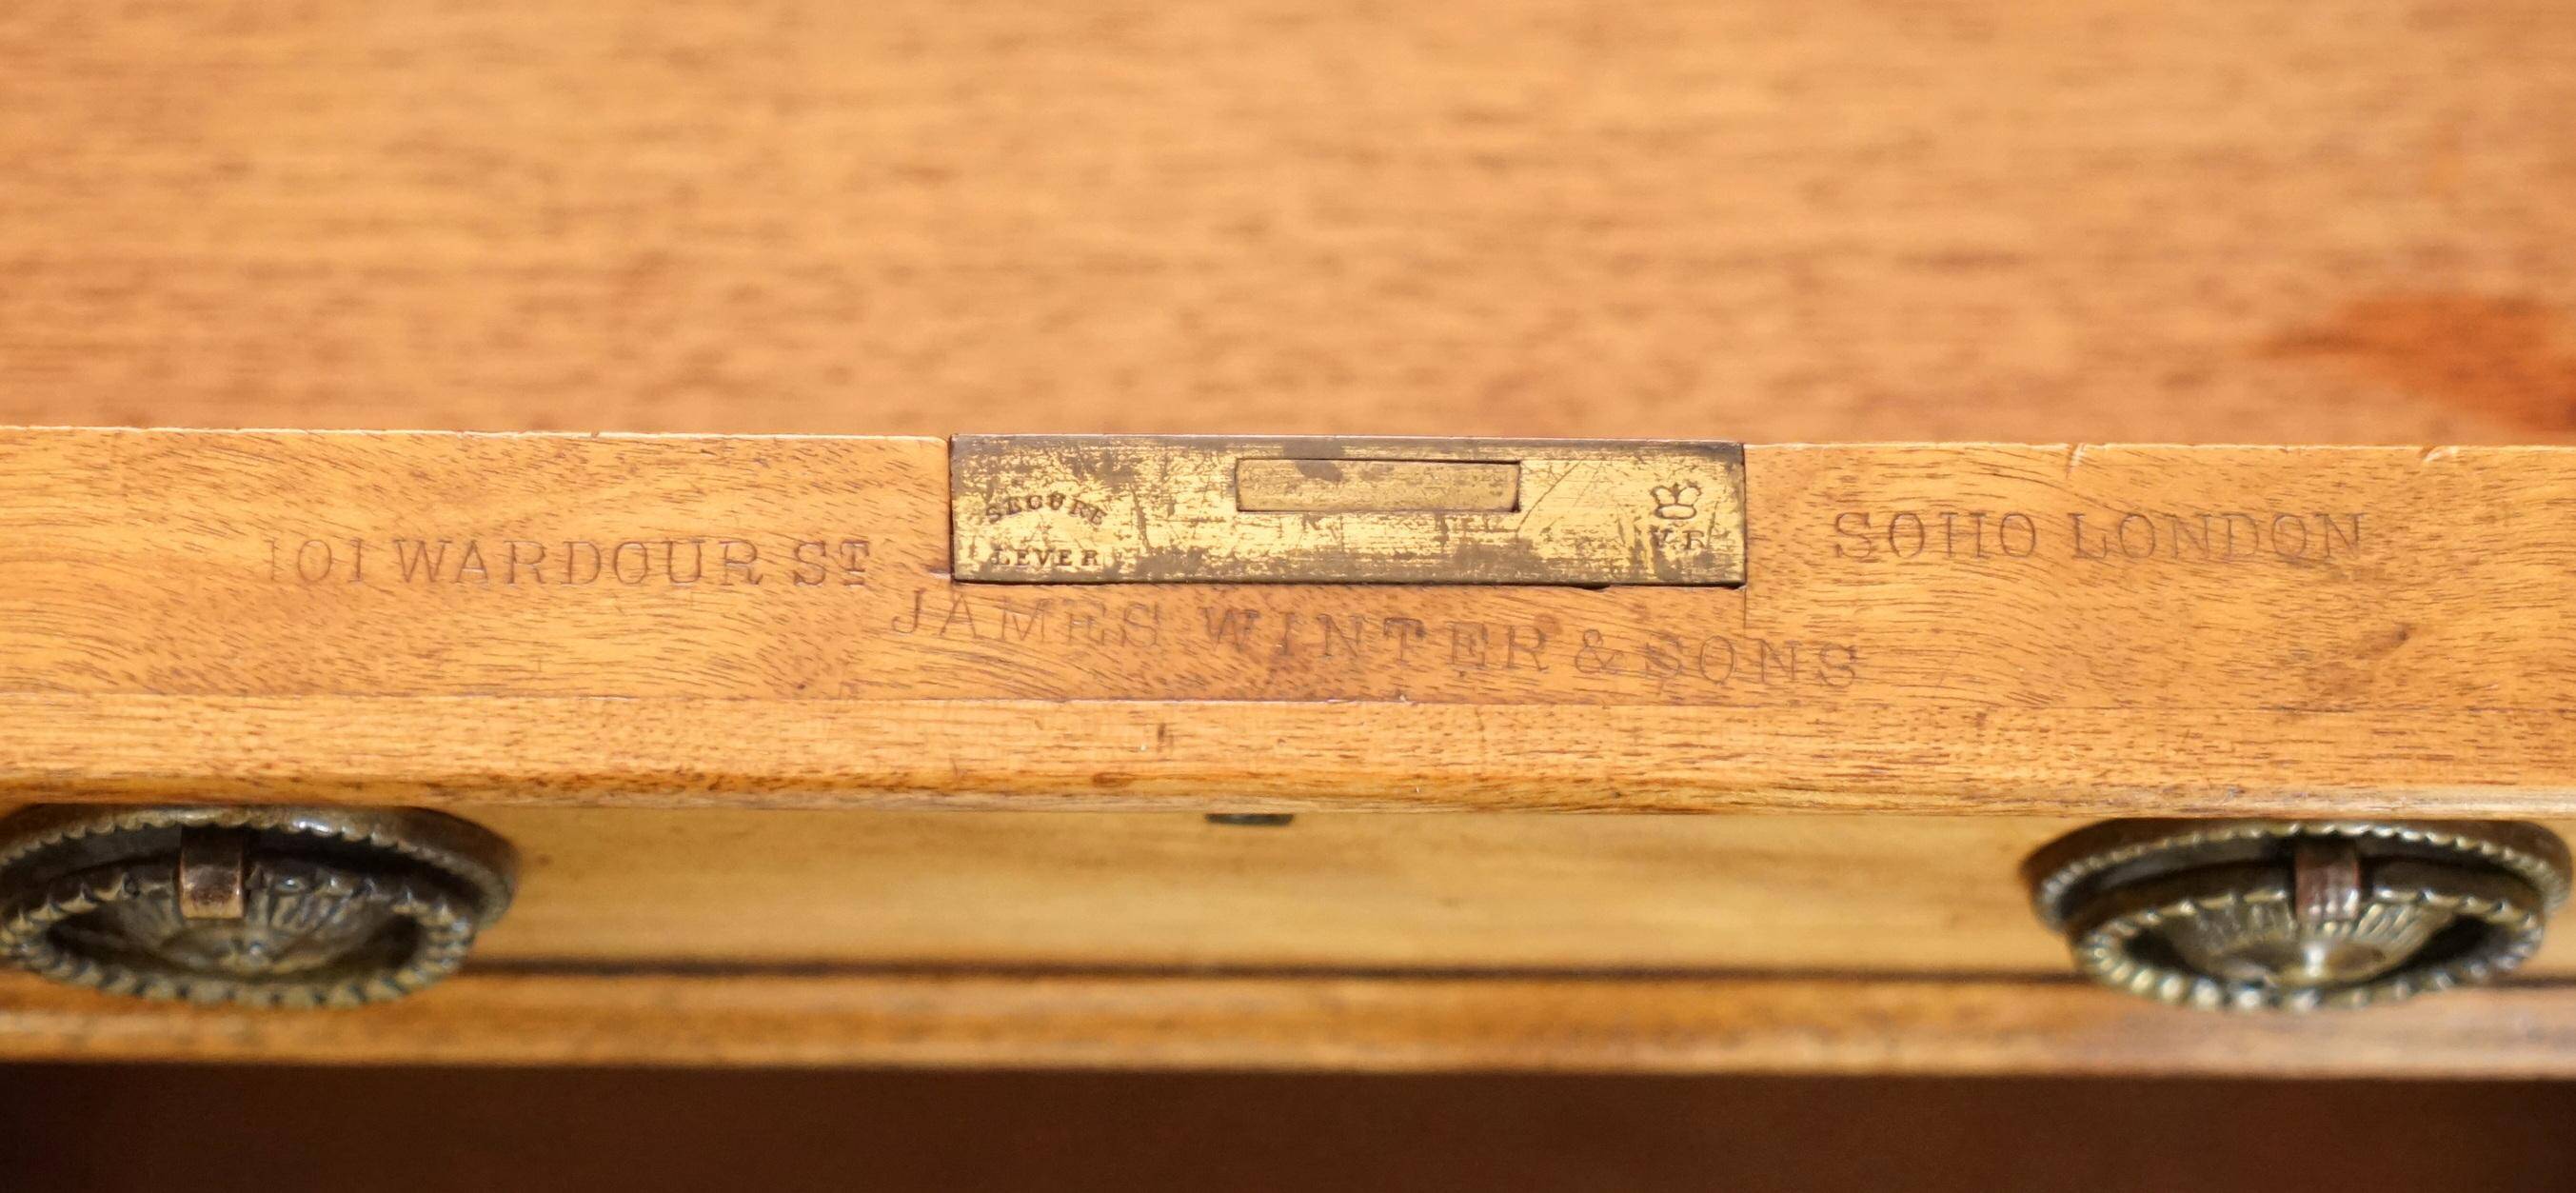 101 WARDOUR ST
SECURE
LEVER
V R
SOHO LONDON
JAMES WINTER & SONS